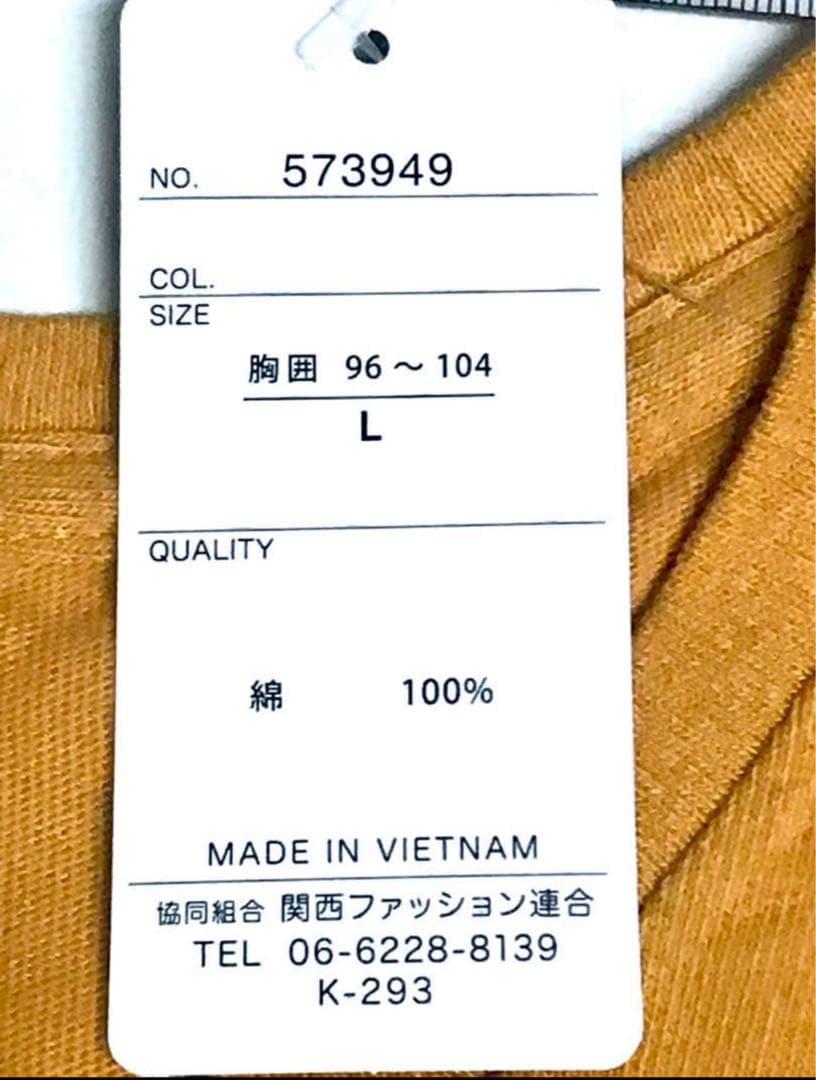 NO. 573949
COL.
SIZE
胸囲 96～104
L
QUALITY
綿 100%
MADE IN VIETNAM
協同組合 関西ファッション連合
TEL 06-6228-8139
K-293